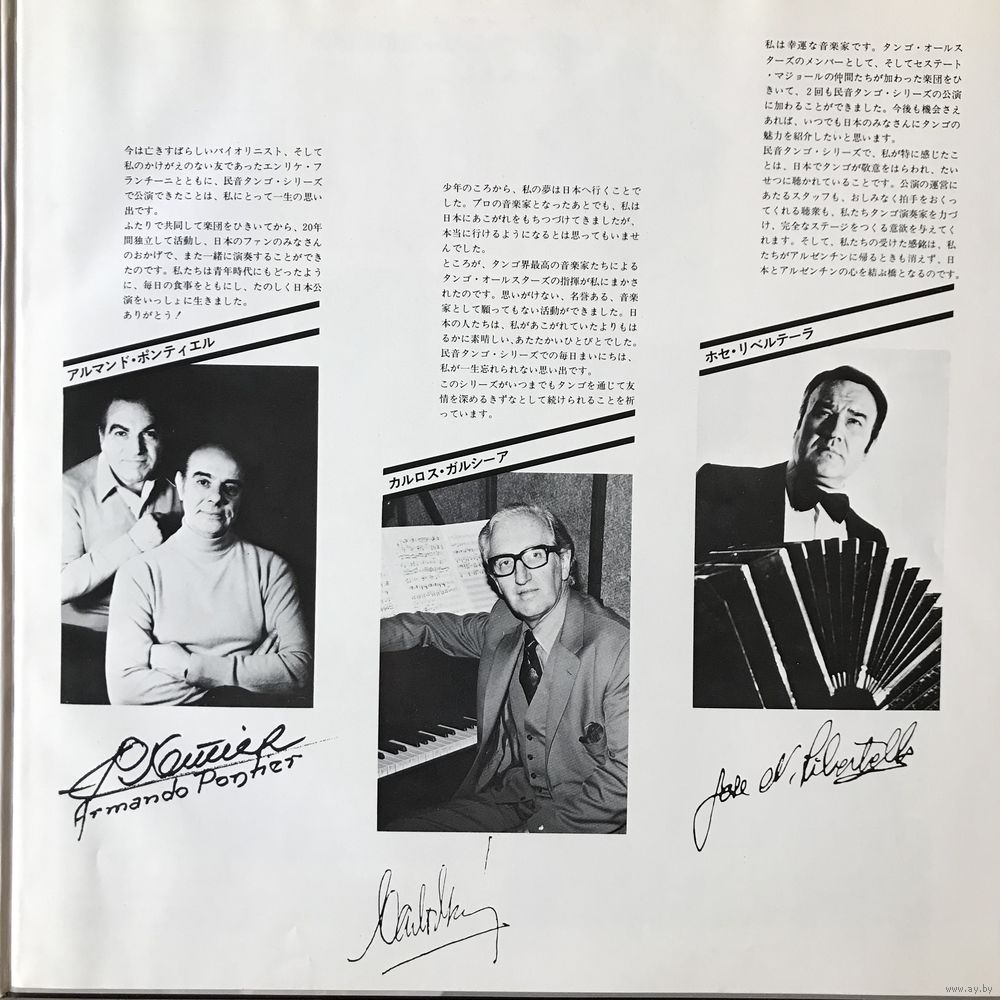 今は亡きすばらしいバイオリニスト、そして
私のかけがえのない友であったエンリケ・フ
ランチーニとともに、民音タンゴ・シリーズ
で公演できたことは、私にとって一生の思い
出です。
ふたりで共同して楽団をひきいてから、20年
間独立して活動し、日本のファンのみなさん
のおかげで、また一緒に演奏することができ
たのです。私たちは青年時代にもどったよう
に、毎日の食事をともにし、たのしく日本公
演をいっしょに生きました。
ありがとう！
アルマンド・ポンティエル
Armando Pontier
少年のころから、私の夢は日本へ行くことで
した。プロの音楽家となったあとでも、私は
日本にあこがれをもちつづけてきましたが、
本当に行けるようになるとは思ってもいませ
んでした。
ところが、タンゴ界最高の音楽家たちによる
タンゴ・オールスターズの指揮が私にまかさ
れたのです。思いがけない、名誉ある、音楽
家として願ってもない活動ができました。日
本の人たちは、私があこがれていたよりもは
るかに素晴しい、あたたかいひとびとでした。
民音タンゴ・シリーズでの毎日まいにちは、
私が一生忘れられない思い出です。
このシリーズがいつまでもタンゴを通じて友
情を深めるきずなとして続けられることを祈
っています。
カルロス・ガルシーア
私は幸運な音楽家です。タンゴ・オールス
ターズのメンバーとして、そしてセステート
・マジョールの仲間たちが加わった楽団をひ
きいて、2回も民音タンゴ・シリーズの公演
に加わることができました。今後も機会さえ
あれば、いつでも日本のみなさんにタンゴの
魅力を紹介したいと思います。
民音タンゴ・シリーズで、私が特に感じたこ
とは、日本でタンゴが敬意をはらわれ、たい
せつに聴かれていることです。公演の運営に
あたるスタッフも、おしみなく拍手をおくっ
てくれる聴衆も、私たちタンゴ演奏家を力づ
け、完全なステージをつくる意欲を与えてく
れます。そして、私たちの受けた感銘は、私
たちがアルゼンチンに帰るときも消えず、日
本とアルゼンチンの心を結ぶ橋となるのです。
ホセ・リベルテーラ
Jose N. Libertella
www.ay.by